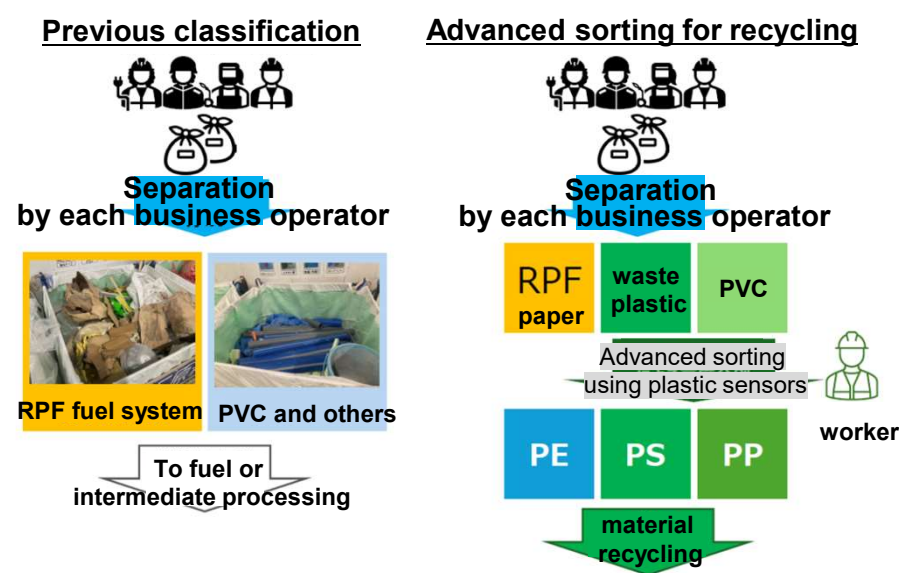 Previous classification
Separation
by each business operator
RPF fuel system
PVC and others
To fuel or
intermediate processing
Advanced sorting for recycling
Separation
by each business operator
RPF
paper
waste
plastic
PVC
Advanced sorting
using plastic sensors
worker
PE
PS
PP
material
recycling